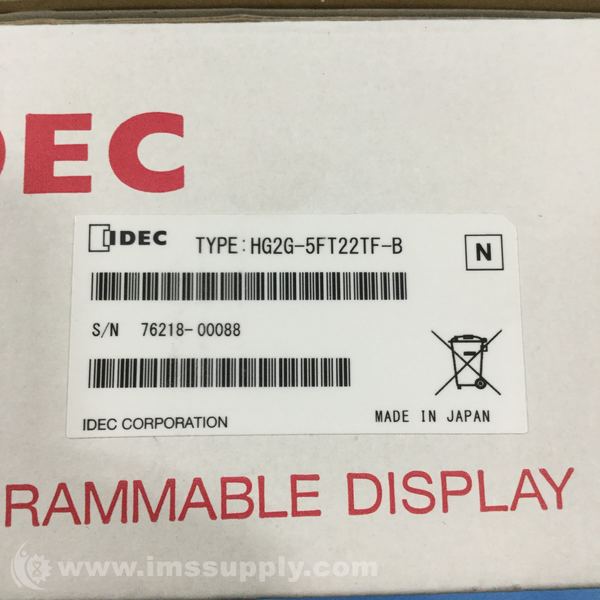 DEC
IDEC TYPE:HG2G-5FT22TF-B N
S/N 76218-00088
IDEC CORPORATION MADE IN JAPAN
RAMMABLE DISPLAY
www.imssupply.com